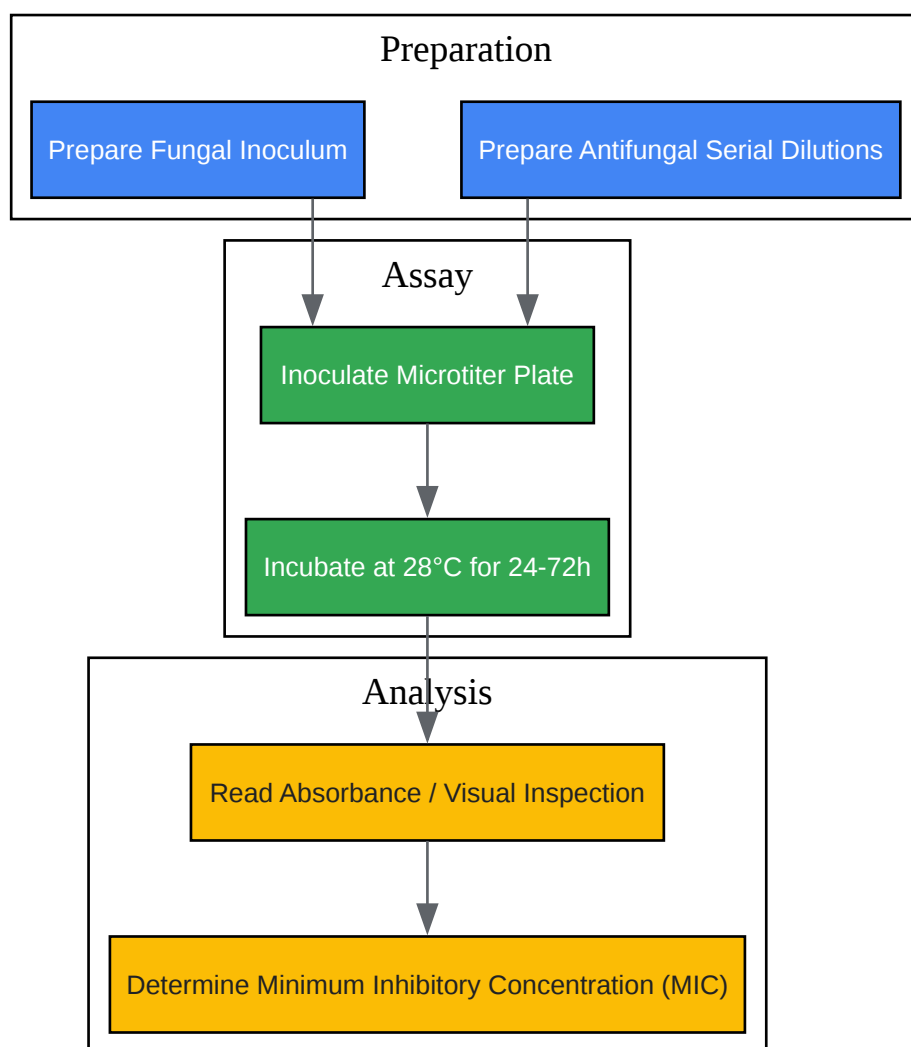 Preparation
Prepare Fungal Inoculum
Prepare Antifungal Serial Dilutions
Assay
Inoculate Microtiter Plate
Incubate at 28°C for 24-72h
Analysis
Read Absorbance / Visual Inspection
Determine Minimum Inhibitory Concentration (MIC)